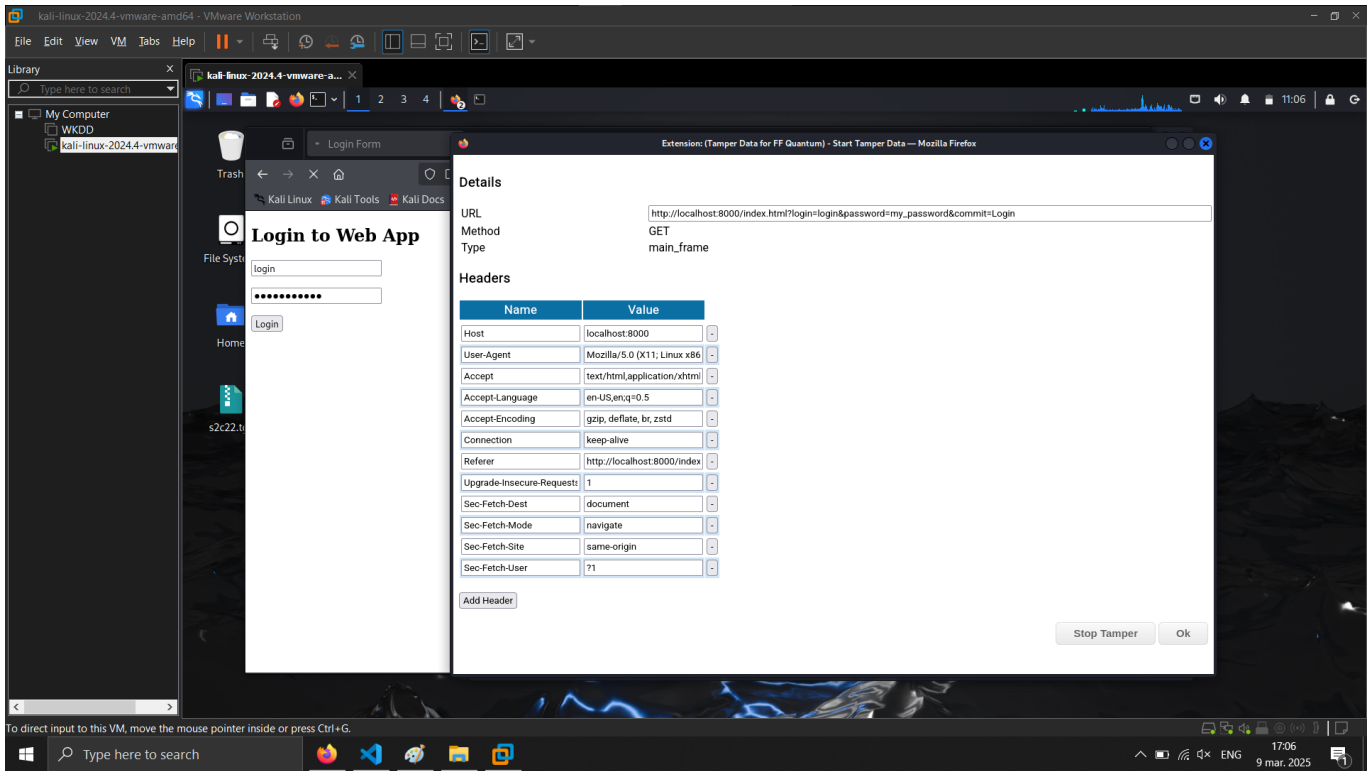 kali-linux-2024.4-vmware-amd64 - VMware Workstation
File Edit View VM Tabs Help
Library X
kali-linux-2024.4-vmware-a...
Type here to search
My Computer
WKDD
kali-linux-2024.4-vmware
1 2 3 4
11:06
Trash
File Syste
Home
s2c22.t
Login Form
Kali Linux Kali Tools Kali Docs
Login to Web App
login
Login
Extension: (Tamper Data for FF Quantum) - Start Tamper Data — Mozilla Firefox
Details
URL http://localhost:8000/index.html?login=login&password=my_password&commit=Login
Method GET
Type main_frame
Headers
Name Value
Host localhost:8000 -
User-Agent Mozilla/5.0 (X11; Linux x86 -
Accept text/html,application/xhtml -
Accept-Language en-US,en;q=0.5 -
Accept-Encoding gzip, deflate, br, zstd -
Connection keep-alive -
Referer http://localhost:8000/index -
Upgrade-Insecure-Requests 1 -
Sec-Fetch-Dest document -
Sec-Fetch-Mode navigate -
Sec-Fetch-Site same-origin -
Sec-Fetch-User ?1 -
Add Header
Stop Tamper Ok
To direct input to this VM, move the mouse pointer inside or press Ctrl+G.
Type here to search
ENG
17:06
9 mar. 2025
1